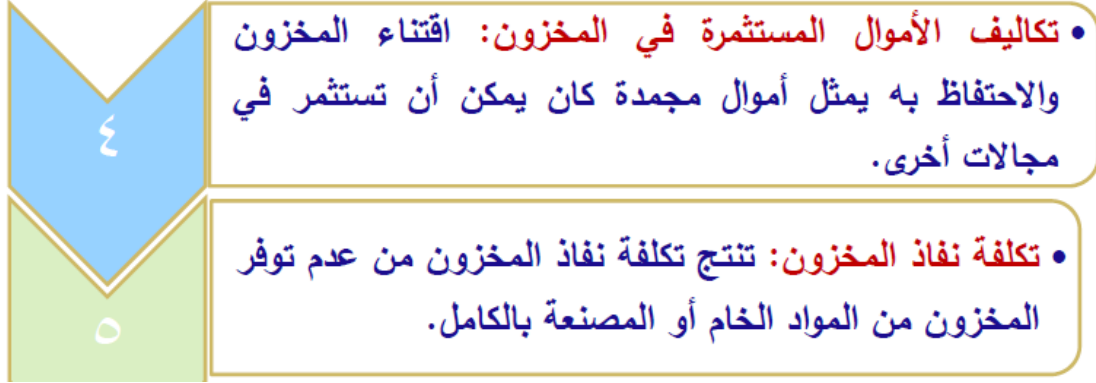 • تكاليف الأموال المستثمرة في المخزون: اقتناء المخزون
والاحتفاظ به يمثل أموال مجمدة كان يمكن أن تستثمر في
مجالات أخرى.
٤
• تكلفة نفاذ المخزون: تنتج تكلفة نفاذ المخزون من عدم توفر
المخزون من المواد الخام أو المصنعة بالكامل.
٥